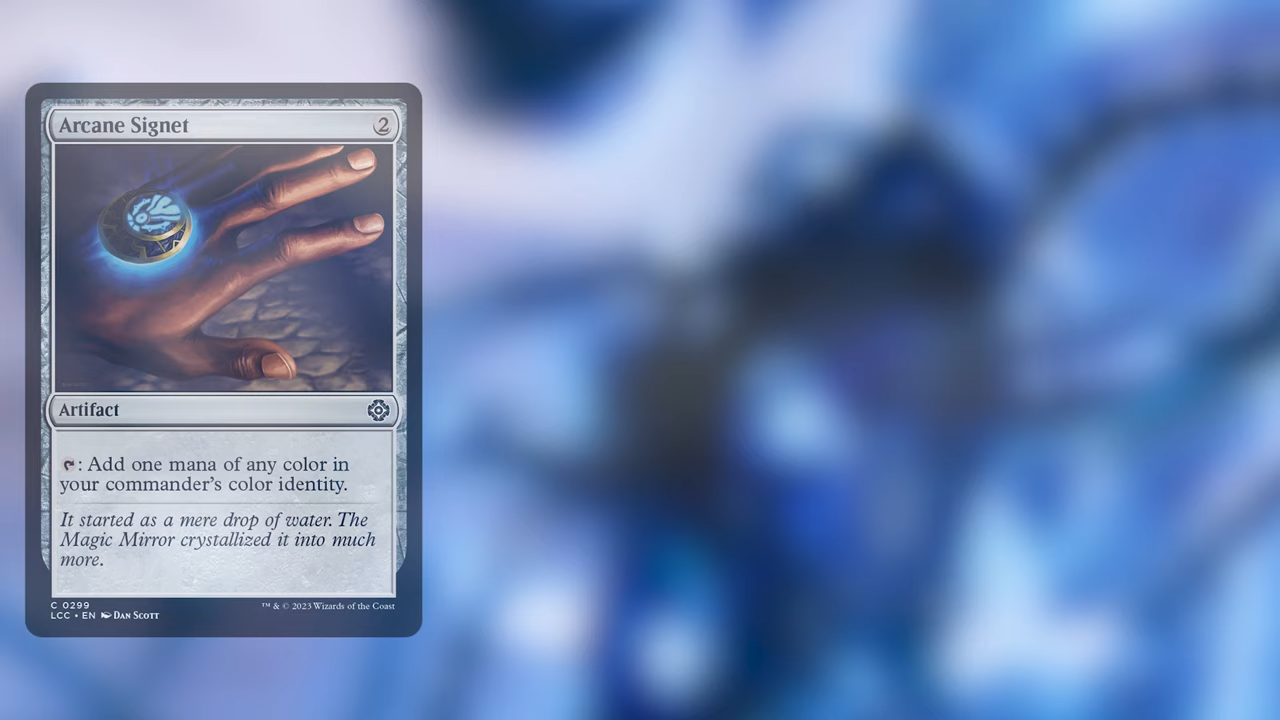 Arcane Signet 2
Artifact
: Add one mana of any color in
your commander's color identity.
It started as a mere drop of water. The
Magic Mirror crystallized it into much
more.
C 0299
LCC • EN Dan Scott
™ & © 2023 Wizards of the Coast